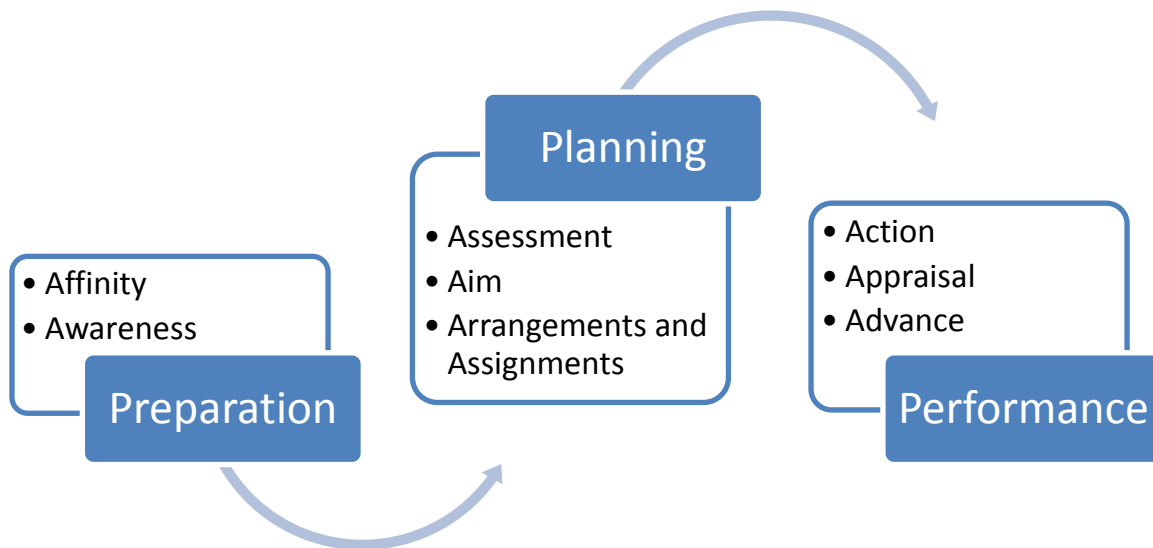 • Affinity
• Awareness
Preparation
Planning
• Assessment
• Aim
• Arrangements and
Assignments
• Action
• Appraisal
• Advance
Performance